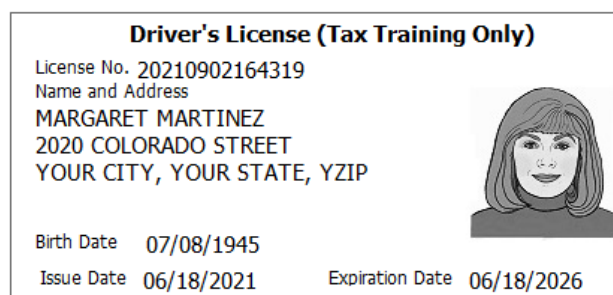 Driver's License (Tax Training Only)
License No. 20210902164319
Name and Address
MARGARET MARTINEZ
2020 COLORADO STREET
YOUR CITY, YOUR STATE, YZIP
Birth Date 07/08/1945
Issue Date 06/18/2021 Expiration Date 06/18/2026